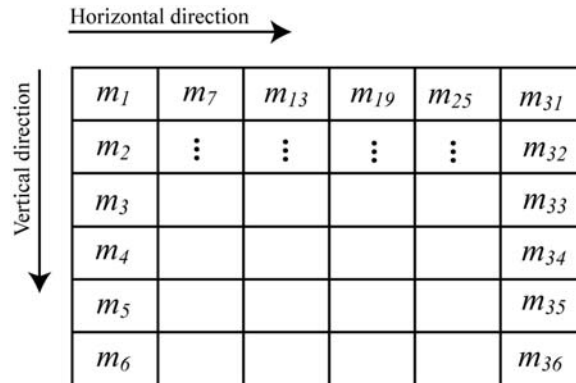 Horizontal direction
Vertical direction
m1 m7 m13 m19 m25 m31
m2 ⋮ ⋮ ⋮ ⋮ m32
m3 m33
m4 m34
m5 m35
m6 m36